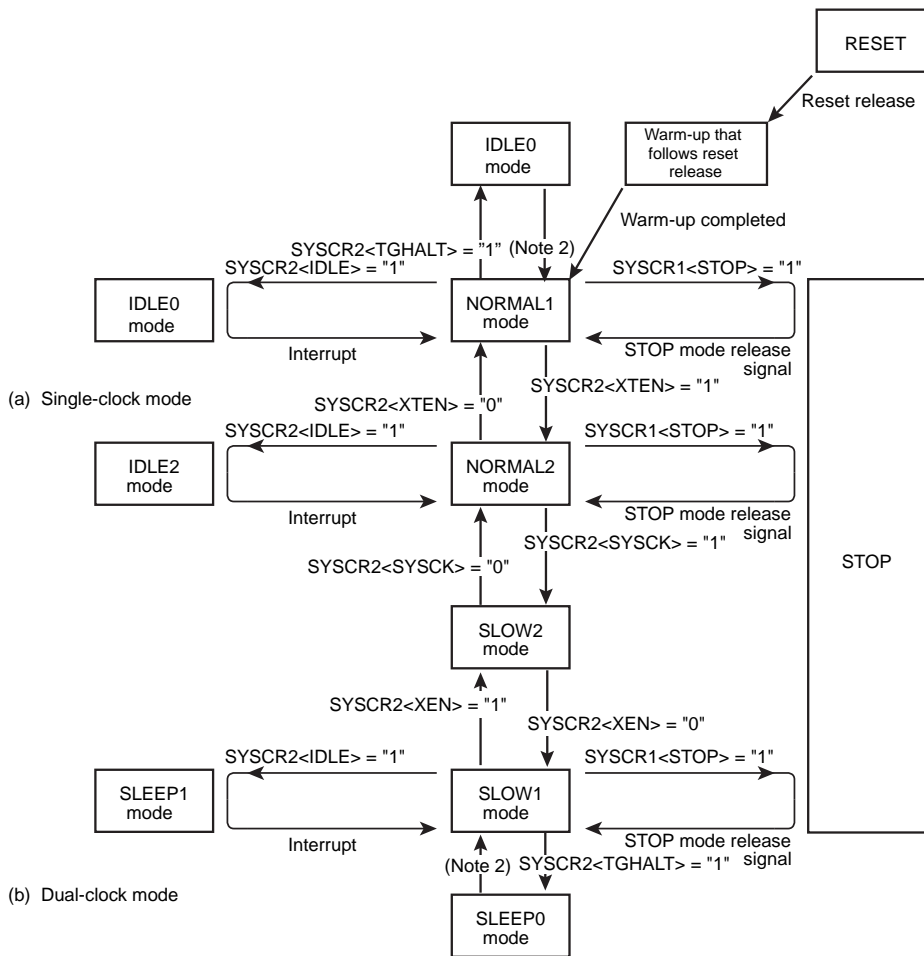 RESET
Reset release
IDLE0
mode
Warm-up that
follows reset
release
Warm-up completed
SYSCR2<TGHALT> = "1"
(Note 2)
SYSCR2<IDLE> = "1"
SYSCR1<STOP> = "1"
IDLE0
mode
NORMAL1
mode
Interrupt
STOP mode release
signal
SYSCR2<XTEN> = "1"
(a) Single-clock mode
SYSCR2<XTEN> = "0"
SYSCR2<IDLE> = "1"
SYSCR1<STOP> = "1"
IDLE2
mode
NORMAL2
mode
Interrupt
STOP mode release
signal
SYSCR2<SYSCK> = "1"
SYSCR2<SYSCK> = "0"
STOP
SLOW2
mode
SYSCR2<XEN> = "1"
SYSCR2<XEN> = "0"
SYSCR2<IDLE> = "1"
SYSCR1<STOP> = "1"
SLEEP1
mode
SLOW1
mode
Interrupt
STOP mode release
signal
(Note 2)
SYSCR2<TGHALT> = "1"
(b) Dual-clock mode
SLEEP0
mode